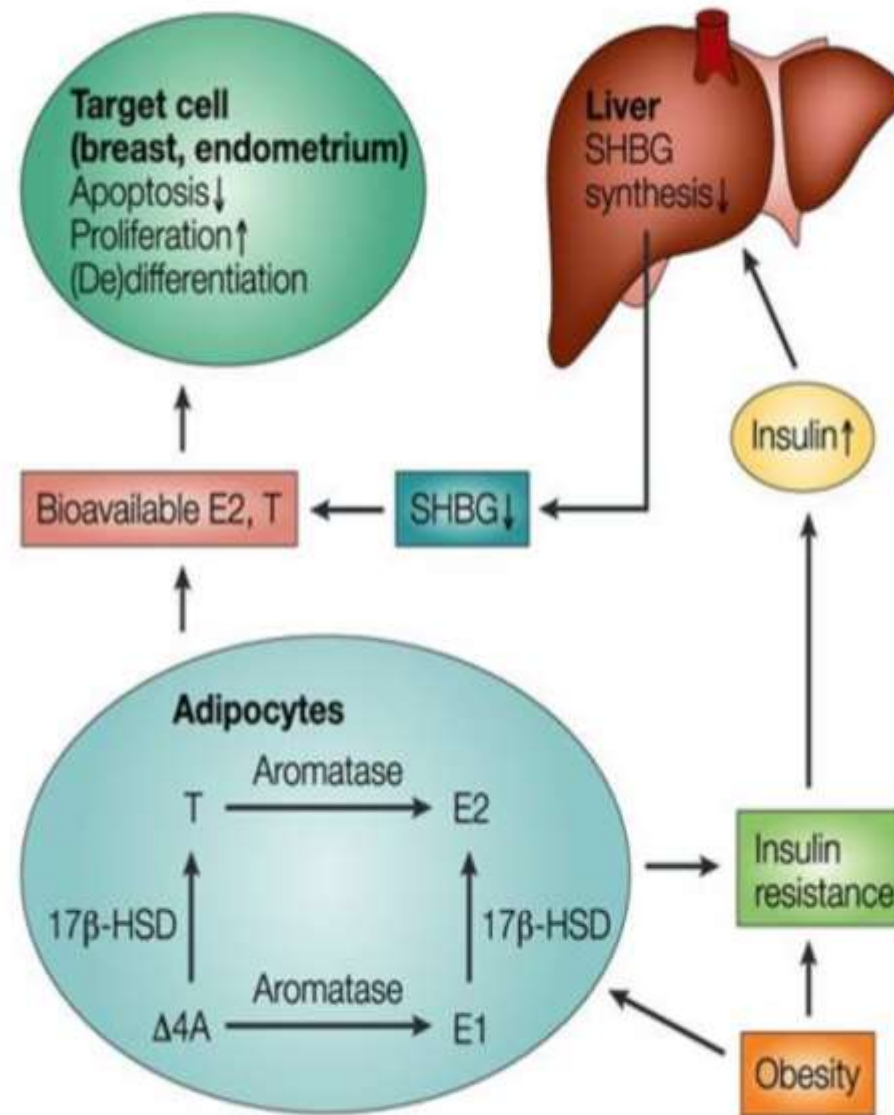 Target cell
(breast, endometrium)
Apoptosis↓
Proliferation↑
(De)differentiation
Liver
SHBG
synthesis↓
Insulin↑
Bioavailable E2, T
SHBG↓
Adipocytes
Aromatase
T
E2
17β-HSD
17β-HSD
Aromatase
Δ4A
E1
Insulin
resistance
Obesity